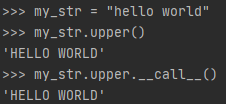 >>> my_str = "hello world"
>>> my_str.upper()
'HELLO WORLD'
>>> my_str.upper.__call__()
'HELLO WORLD'